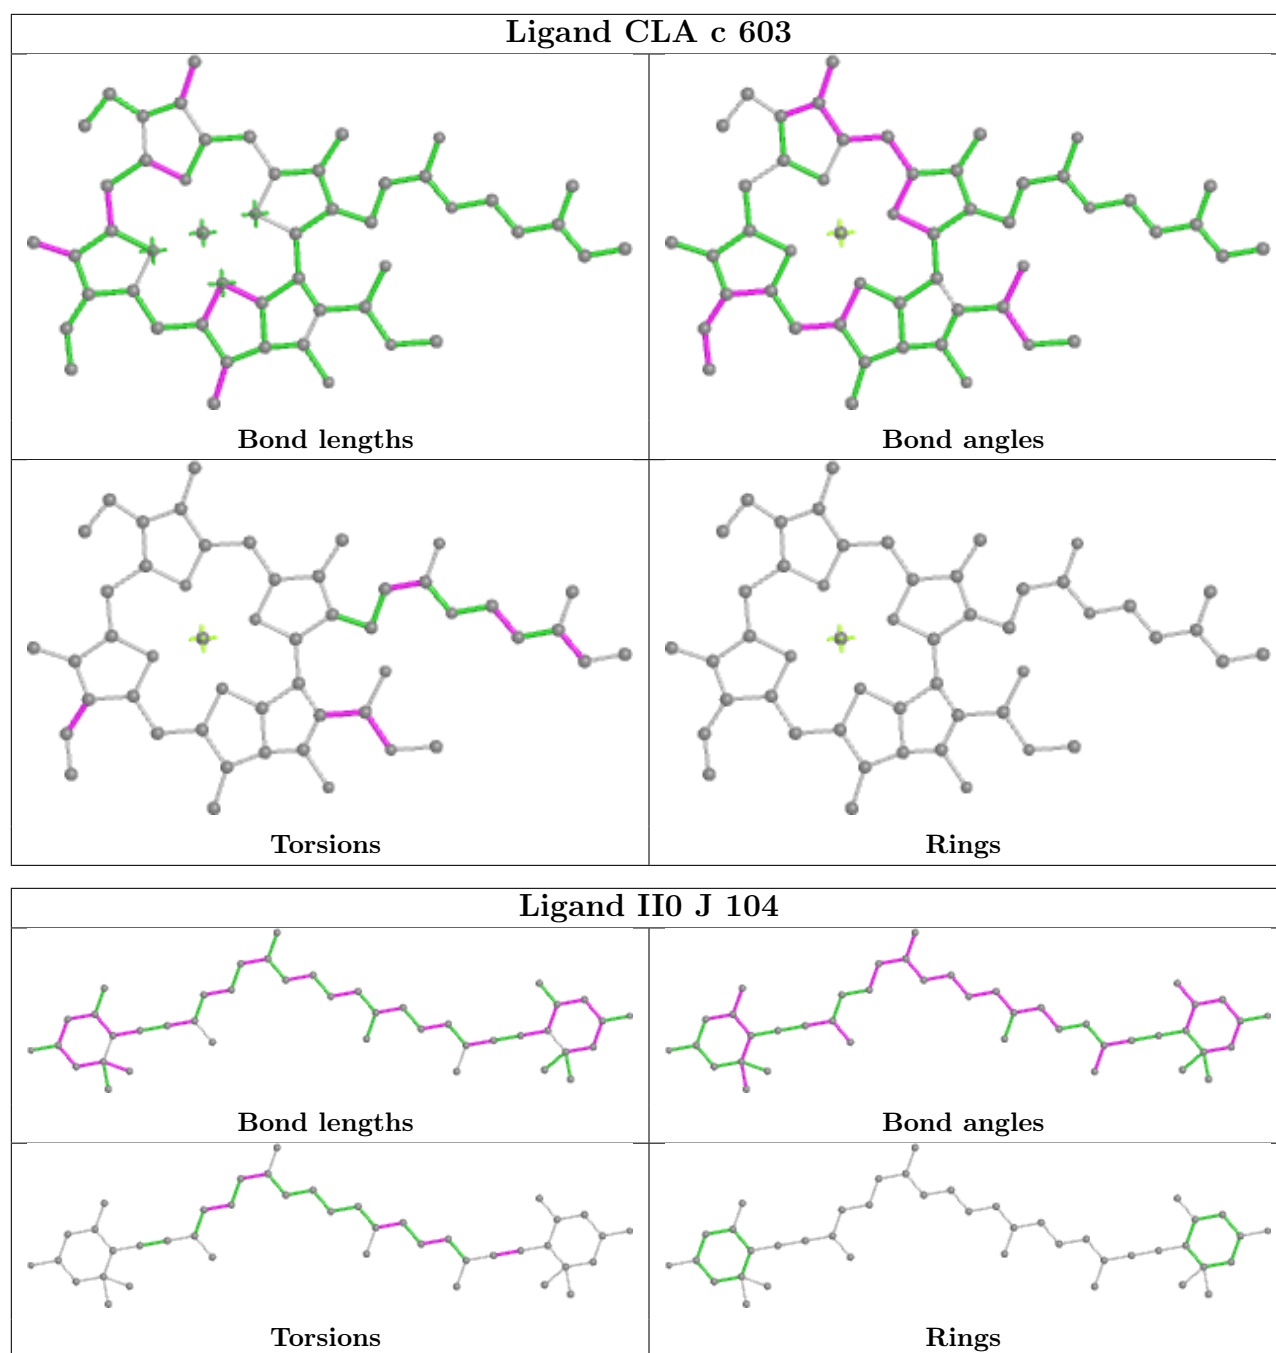 Ligand CLA c 603
Bond lengths
Bond angles
Torsions
Rings
Ligand II0 J 104
Bond lengths
Bond angles
Torsions
Rings